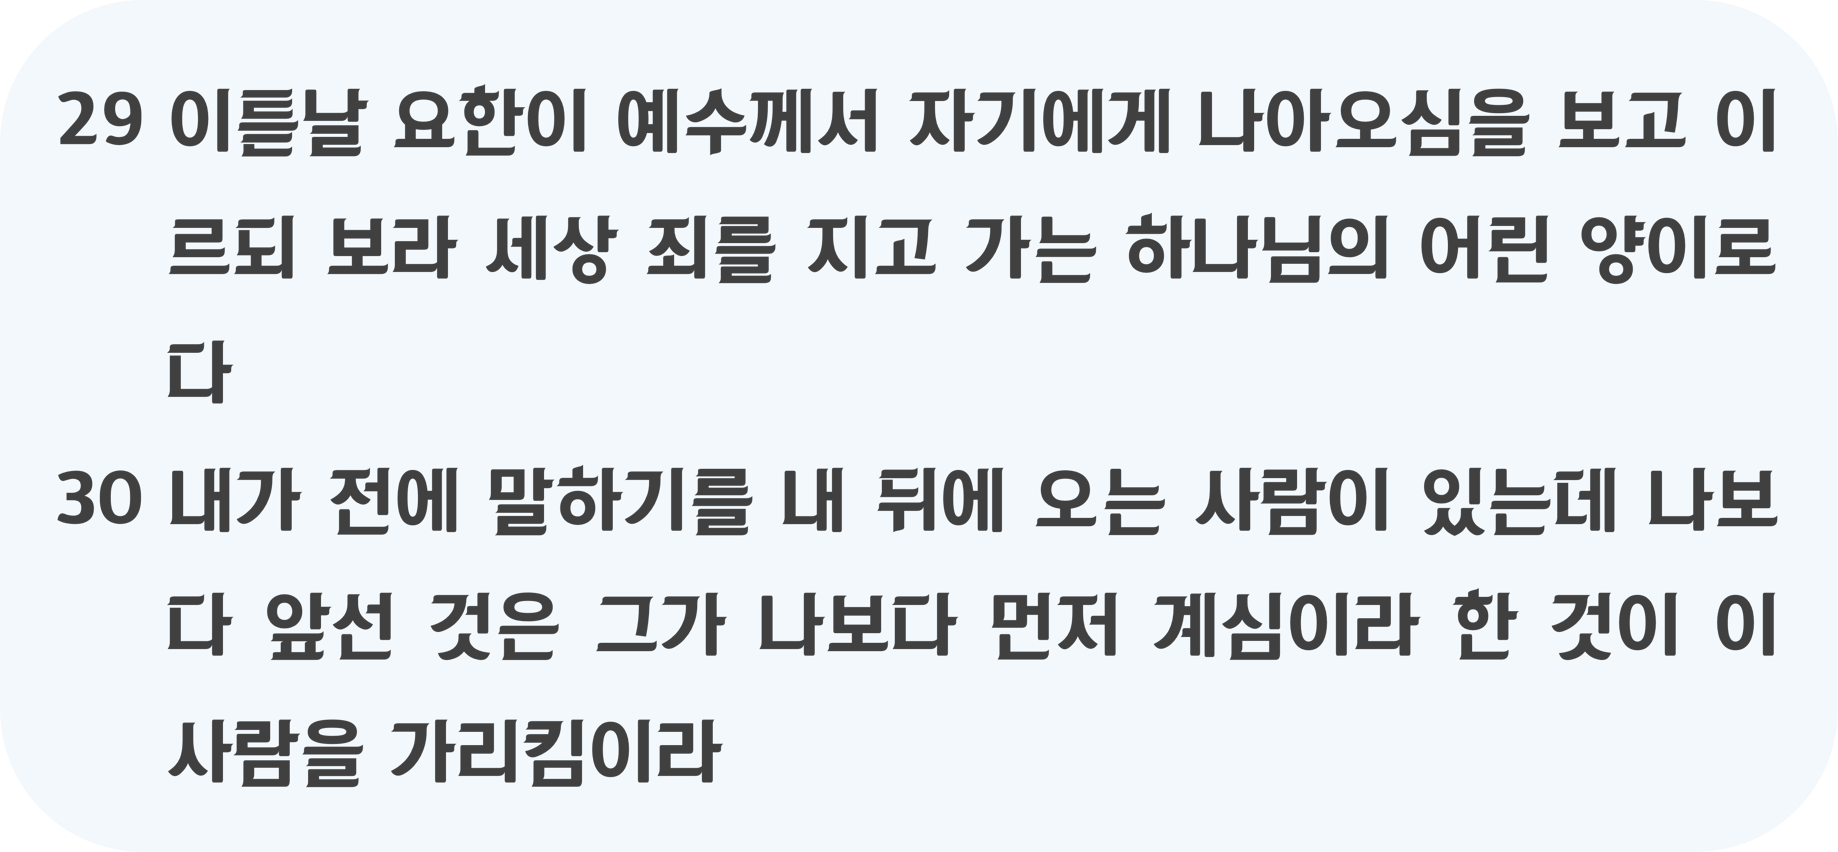 29 이튿날 요한이 예수께서 자기에게 나아오심을 보고 이
르되 보라 세상 죄를 지고 가는 하나님의 어린 양이로
다
30 내가 전에 말하기를 내 뒤에 오는 사람이 있는데 나보
다 앞선 것은 그가 나보다 먼저 계심이라 한 것이 이
사람을 가리킴이라